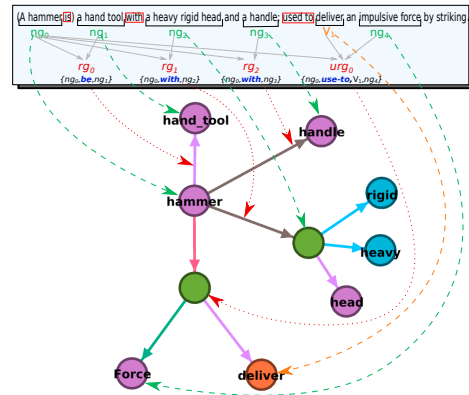 (A hammer is) a hand tool with a heavy rigid head and a handle; used to deliver an impulsive force by striking.
ng₀ ng₁ ng₂ ng₃ V₁ ng₄
rg₀ rg₁ rg₂ urg₀
{ng₀,be,ng₁} {ng₀,with,ng₂} {ng₀,with,ng₃} {ng₀,use-to,V₁,ng₄}
hand_tool
handle
rigid
hammer
heavy
head
Force
deliver